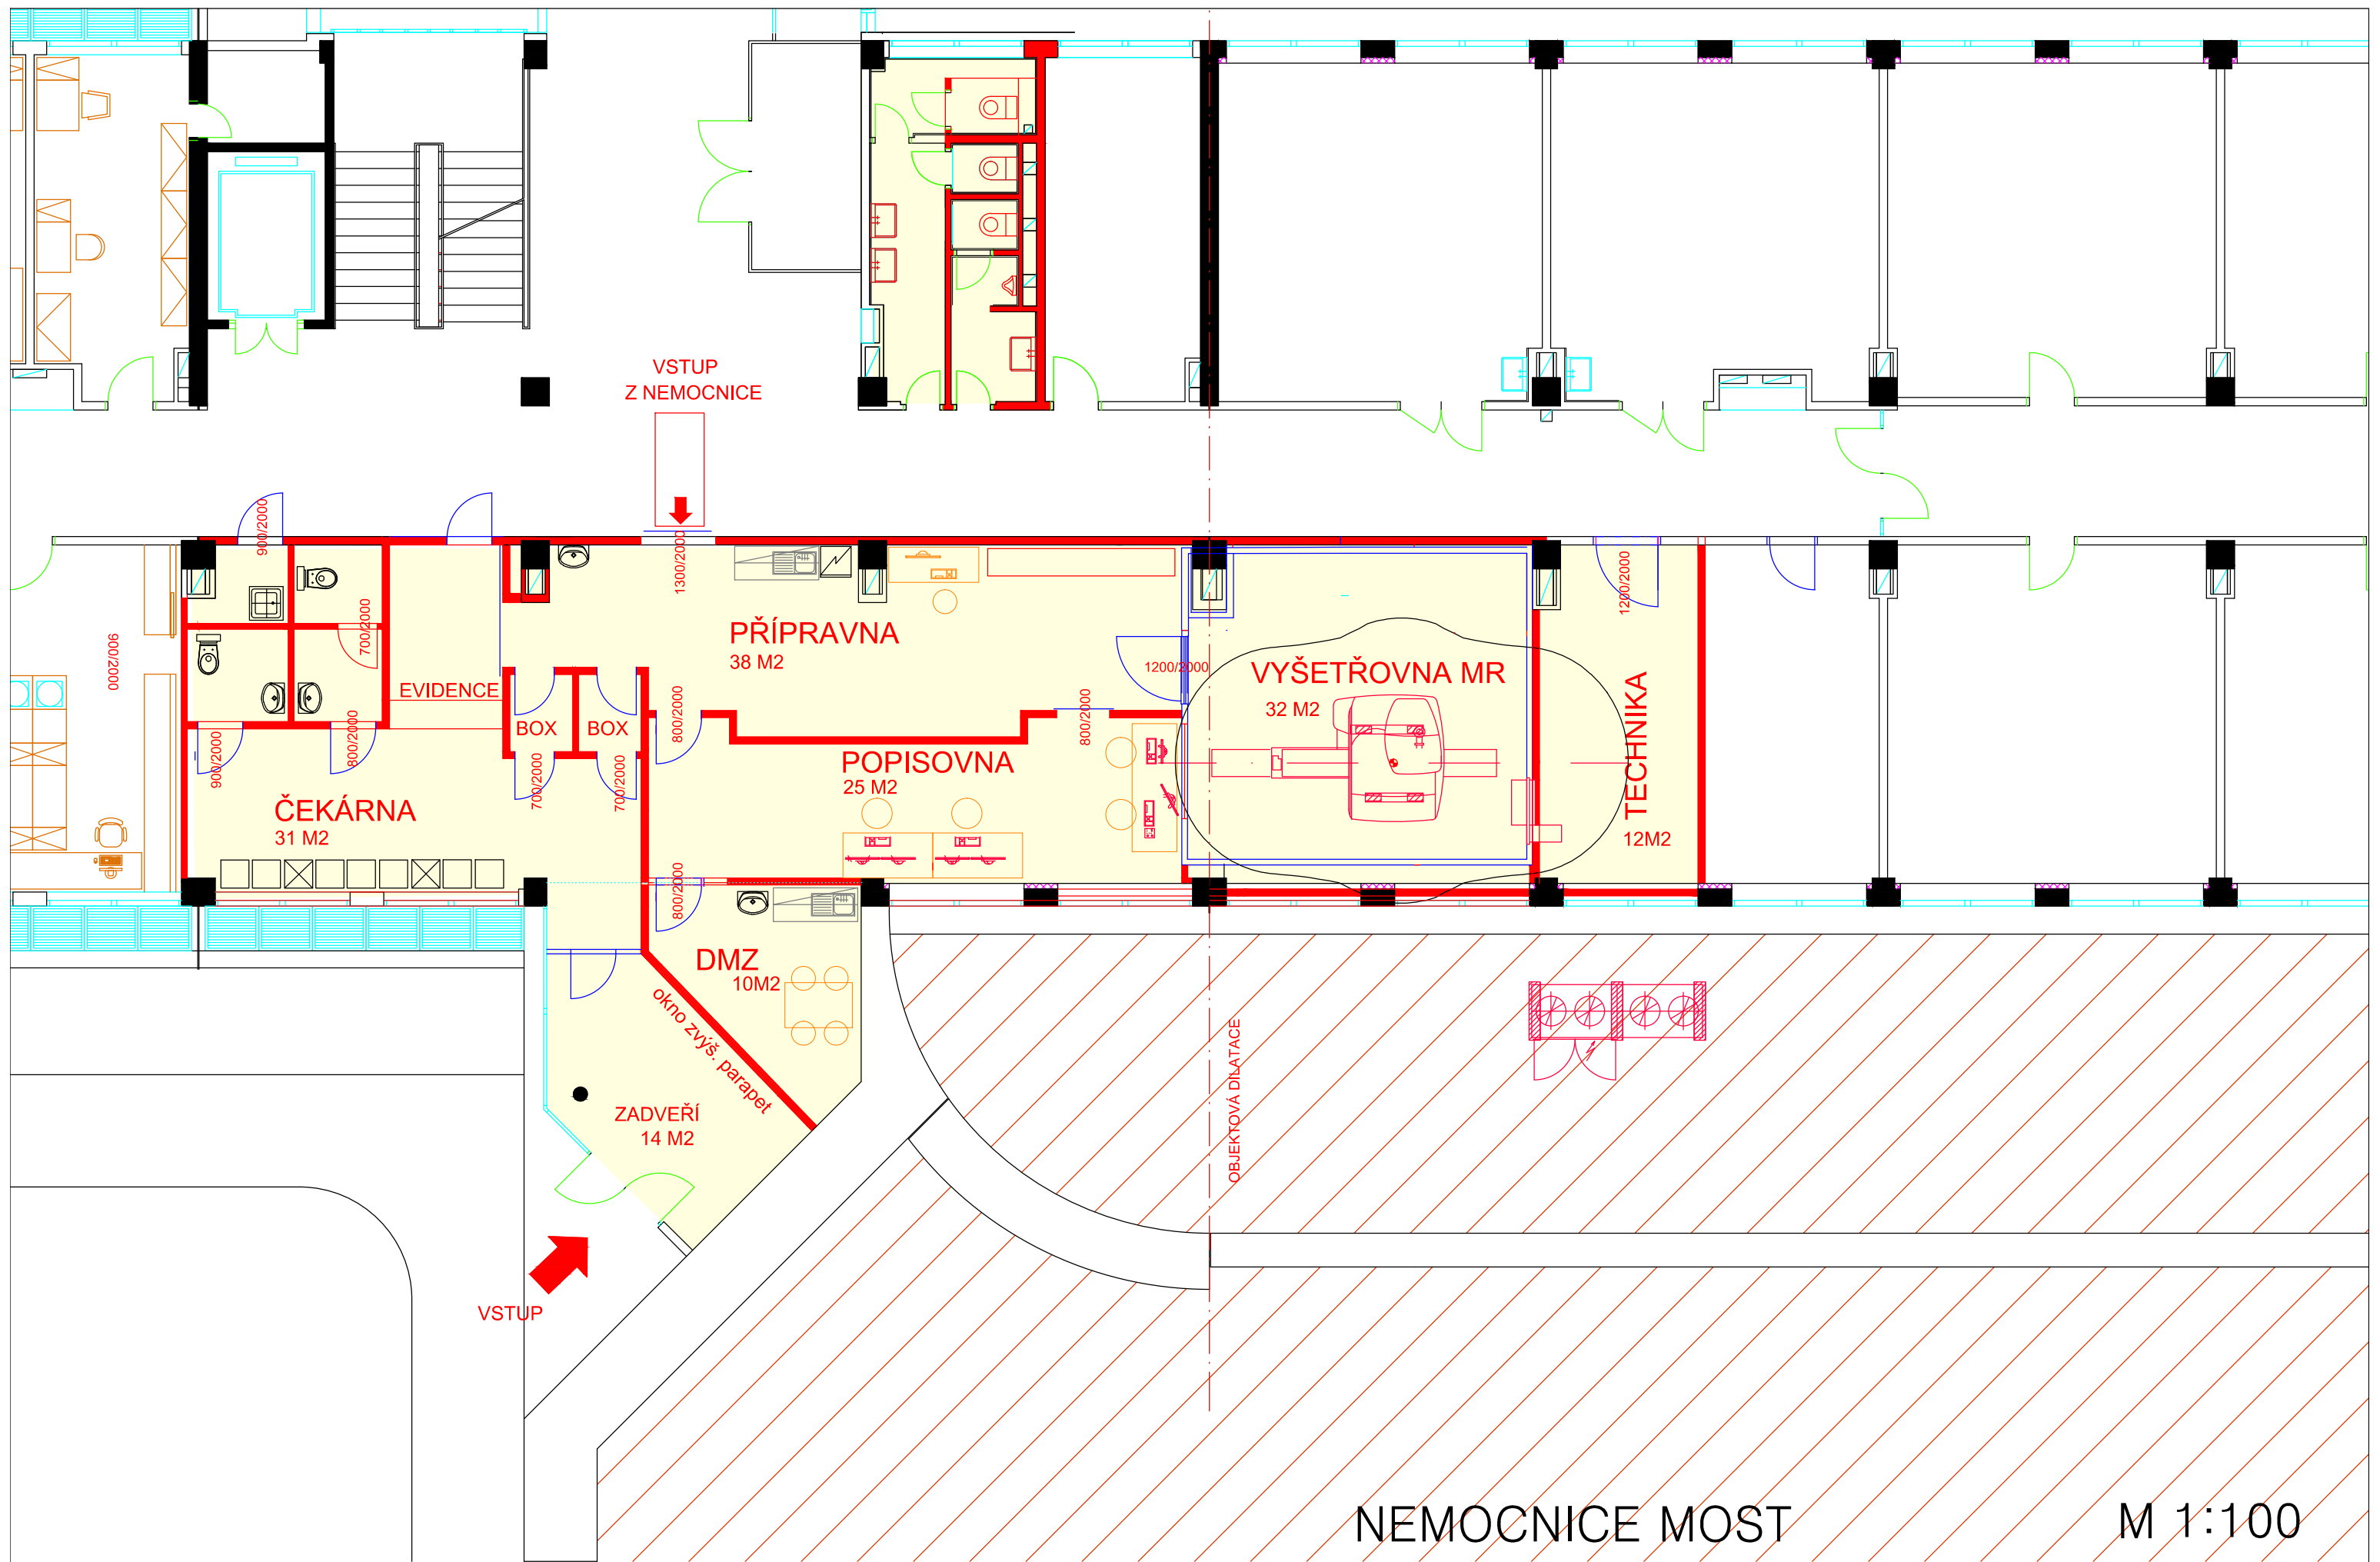 VSTUP
Z NEMOCNICE
900/2000
1300/2000
1200/2000
900/2000
700/2000
PŘÍPRAVNA
38 M2
1200/2000
VYŠETŘOVNA MR
32 M2
EVIDENCE
BOX
BOX
800/2000
800/2000
TECHNIKA
12M2
900/2000
800/2000
700/2000
700/2000
POPISOVNA
25 M2
ČEKÁRNA
31 M2
800/2000
DMZ
10M2
okno zvýš. parapet
ZADVEŘÍ
14 M2
OBJEKTOVÁ DILATACE
VSTUP
NEMOCNICE MOST
M 1:100